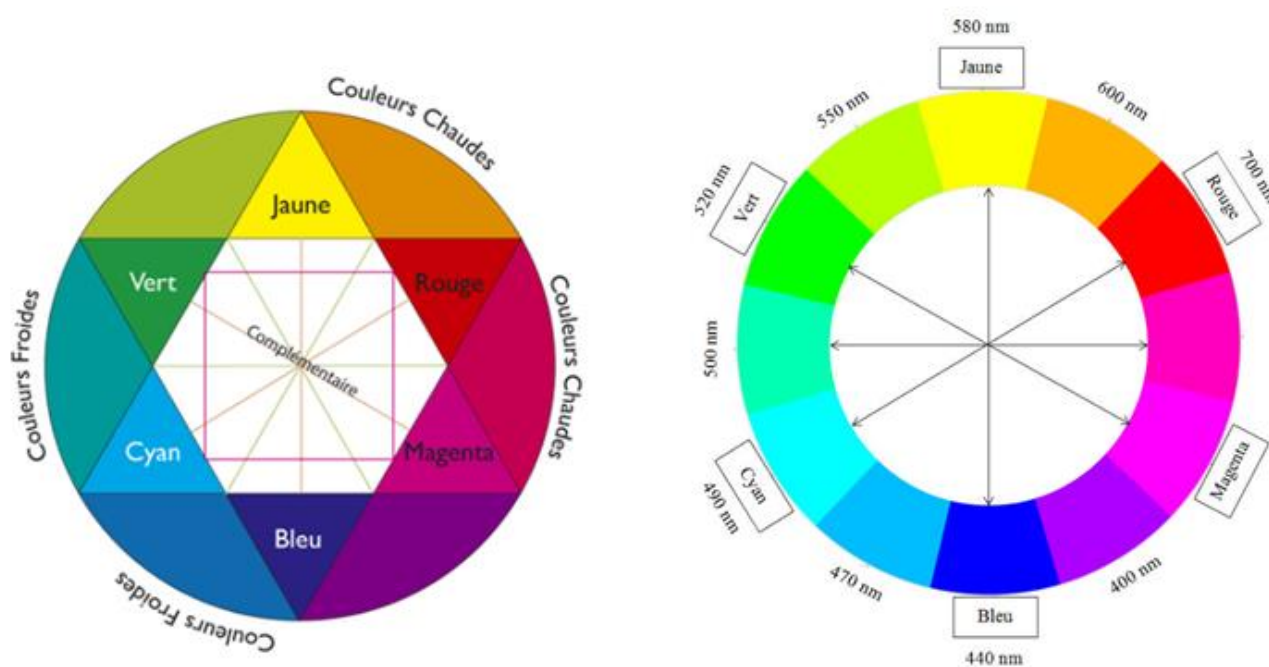 Couleurs Chaudes
Jaune
Vert
Rouge
Couleurs Froides
Complémentaire
Couleurs Chaudes
Cyan
Magenta
Bleu
Couleurs Froides
580 nm
Jaune
550 nm
600 nm
520 nm
Vert
Rouge
700 nm
500 nm
Cyan
490 nm
Magenta
470 nm
400 nm
Bleu
440 nm